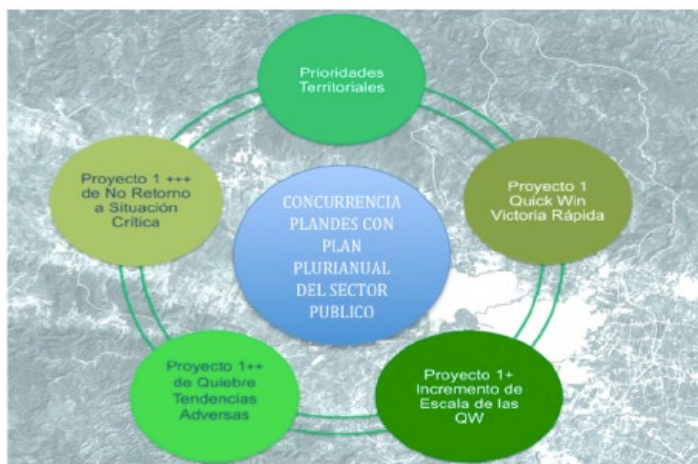 Prioridades
Territoriales
Proyecto 1
Quick Win
Victoria Rápida
Proyecto 1+
Incremento de
Escala de las
QW
Proyecto 1++
de Quiebre
Tendencias
Adversas
Proyecto 1 +++
de No Retorno
a Situación
Crítica
CONCURRENCIA
PLANDES CON
PLAN
PLURIANUAL
DEL SECTOR
PUBLICO